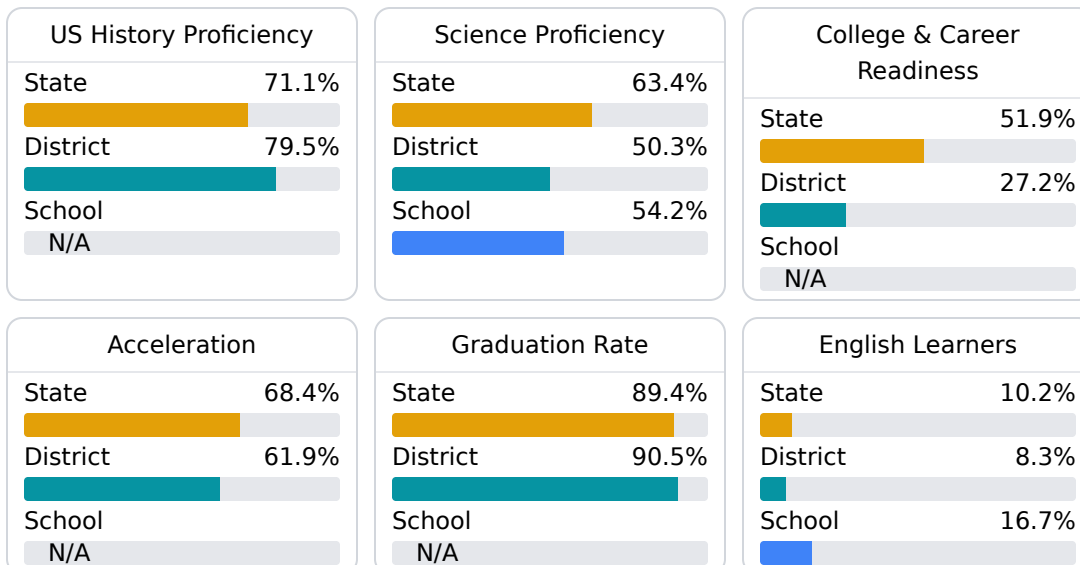 US History Proficiency
State 71.1%
District 79.5%
School
N/A
Science Proficiency
State 63.4%
District 50.3%
School 54.2%
College & Career
Readiness
State 51.9%
District 27.2%
School
N/A
Acceleration
State 68.4%
District 61.9%
School
N/A
Graduation Rate
State 89.4%
District 90.5%
School
N/A
English Learners
State 10.2%
District 8.3%
School 16.7%